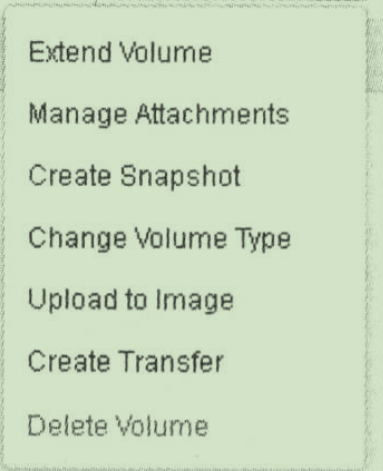 Extend Volume
Manage Attachments
Create Snapshot
Change Volume Type
Upload to Image
Create Transfer
Delete Volume